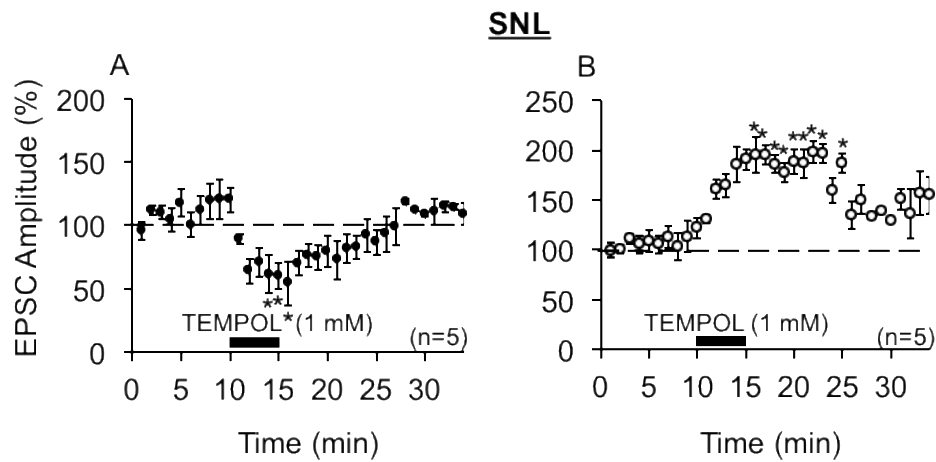 SNL
A
EPSC Amplitude (%)
200
150
100
50
0
* * *
TEMPOL (1 mM)
(n=5)
0 5 10 15 20 25 30
Time (min)
B
250
200
150
100
50
0
* * * * * * * * *
TEMPOL (1 mM)
(n=5)
0 5 10 15 20 25 30
Time (min)